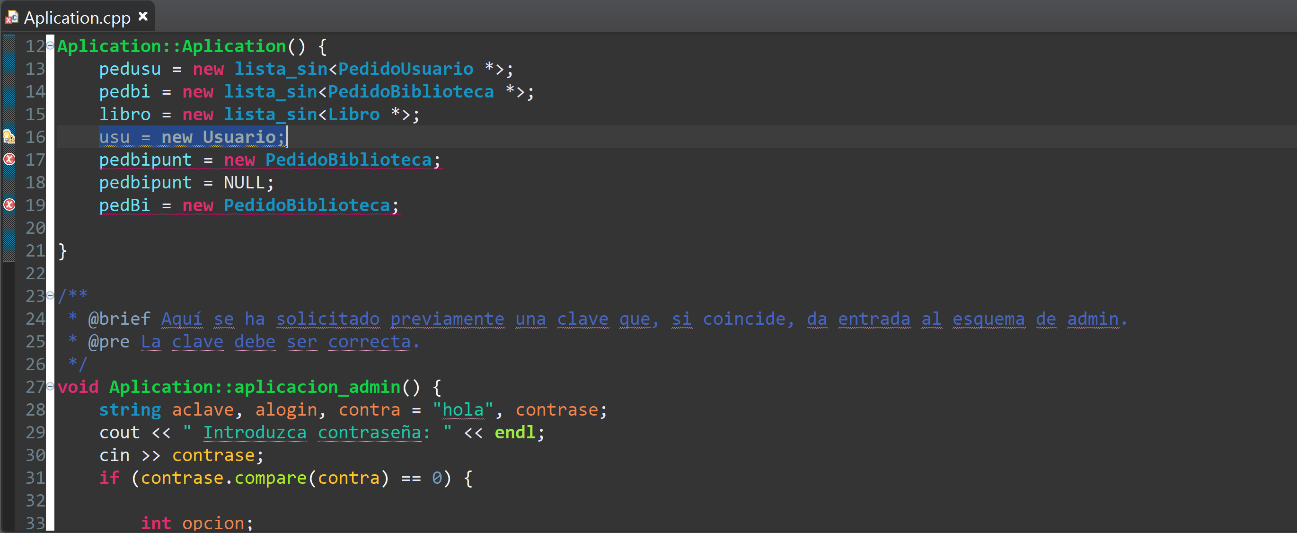 Aplication.cpp
12 Aplication::Aplication() {
13 pedusu = new lista_sin<PedidoUsuario *>;
14 pedbi = new lista_sin<PedidoBiblioteca *>;
15 libro = new lista_sin<Libro *>;
16 usu = new Usuario;
17 pedbipunt = new PedidoBiblioteca;
18 pedbipunt = NULL;
19 pedBi = new PedidoBiblioteca;
20
21 }
22
23 /**
24 * @brief Aquí se ha solicitado previamente una clave que, si coincide, da entrada al esquema de admin.
25 * @pre La clave debe ser correcta.
26 */
27 void Aplication::aplicacion_admin() {
28 string aclave, alogin, contra = "hola", contrase;
29 cout << " Introduzca contraseña: " << endl;
30 cin >> contrase;
31 if (contrase.compare(contra) == 0) {
32
33 int opcion;